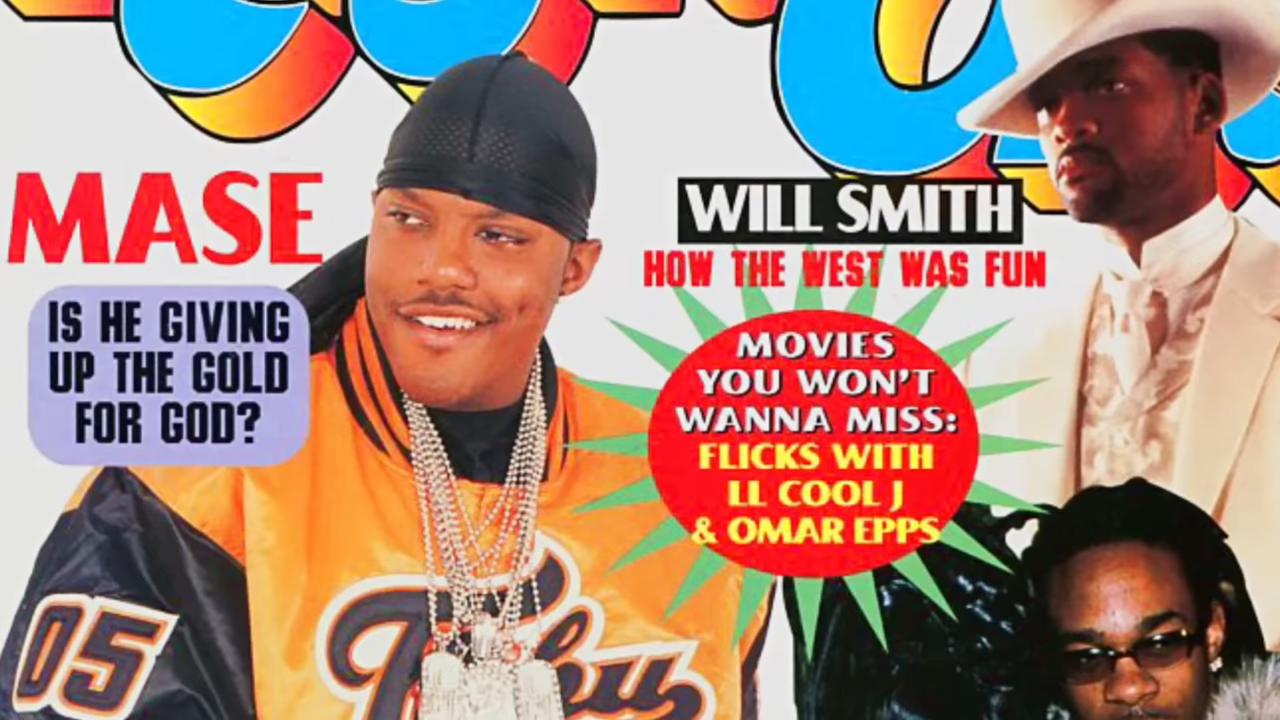 MASE
IS HE GIVING
UP THE GOLD
FOR GOD?
WILL SMITH
HOW THE WEST WAS FUN
MOVIES
YOU WON'T
WANNA MISS:
FLICKS WITH
LL COOL J
& OMAR EPPS
05